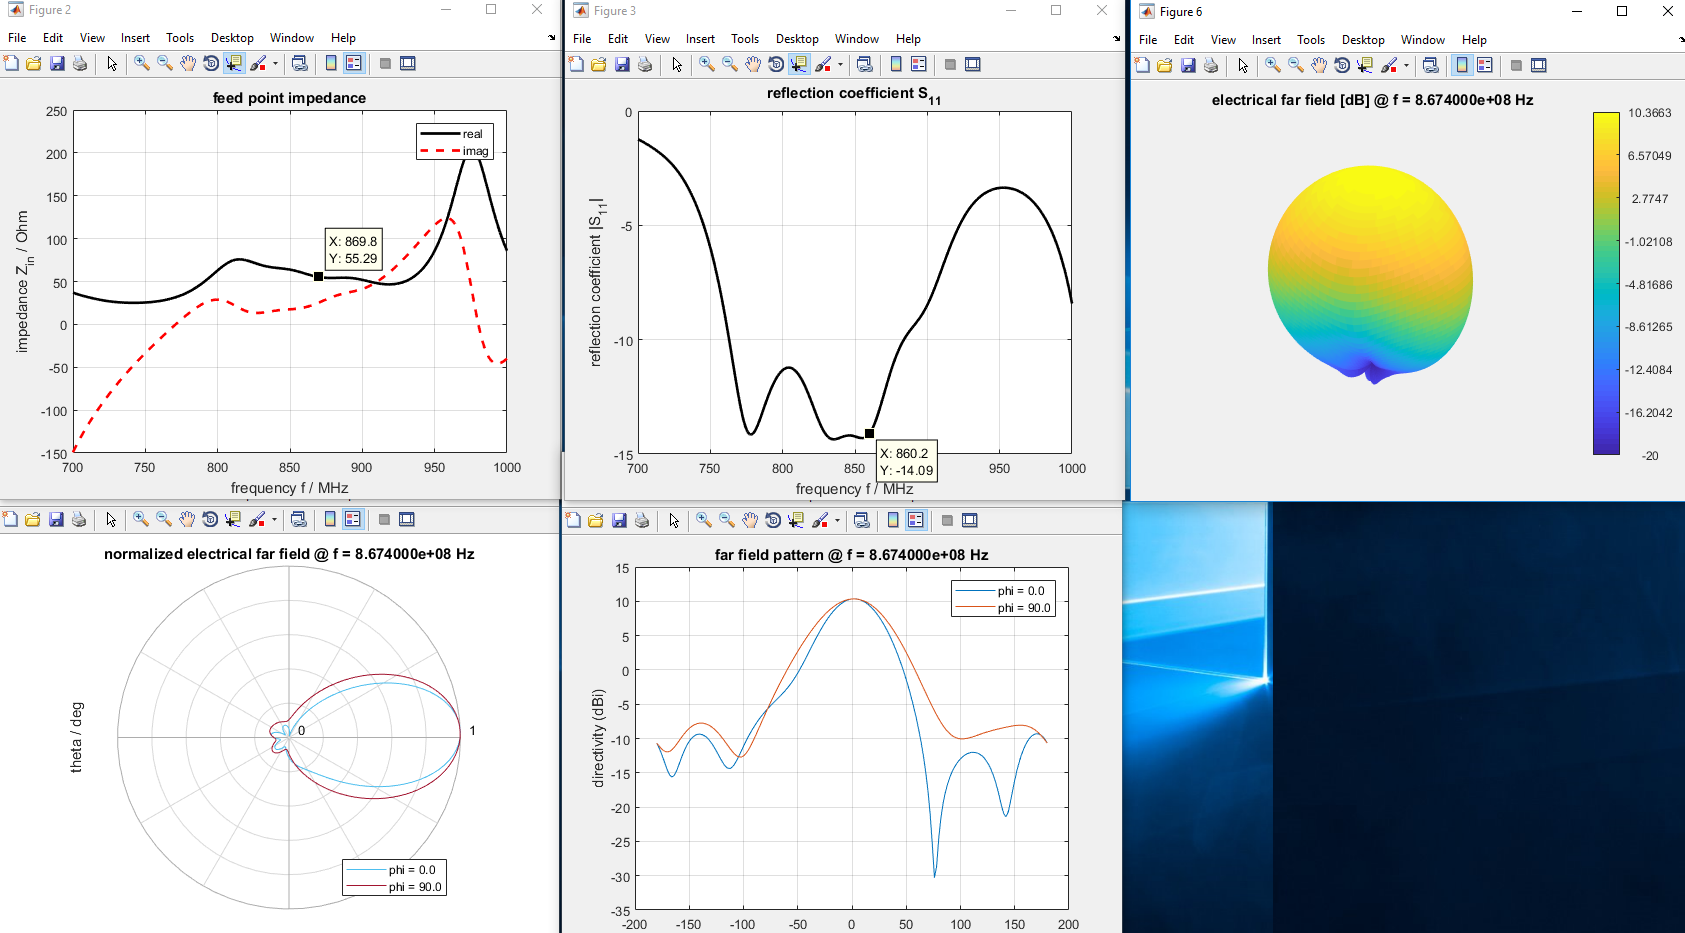 Figure 2
File Edit View Insert Tools Desktop Window Help
feed point impedance
250
200
150
100
50
0
-50
-100
-150
700 750 800 850 900 950 1000
impedance Z_in / Ohm
frequency f / MHz
real
imag
X: 869.8
Y: 55.29
Figure 3
File Edit View Insert Tools Desktop Window Help
reflection coefficient S_11
0
-5
-10
-15
700 750 800 850 950 1000
reflection coefficient |S_11|
frequency f / MHz
X: 860.2
Y: -14.09
Figure 6
File Edit View Insert Tools Desktop Window Help
electrical far field [dB] @ f = 8.674000e+08 Hz
10.3663
6.57049
2.7747
-1.02108
-4.81686
-8.61265
-12.4084
-16.2042
-20
normalized electrical far field @ f = 8.674000e+08 Hz
theta / deg
0
1
phi = 0.0
phi = 90.0
far field pattern @ f = 8.674000e+08 Hz
15
10
5
0
-5
-10
-15
-20
-25
-30
-35
-200 -150 -100 -50 0 50 100 150 200
directivity (dBi)
phi = 0.0
phi = 90.0